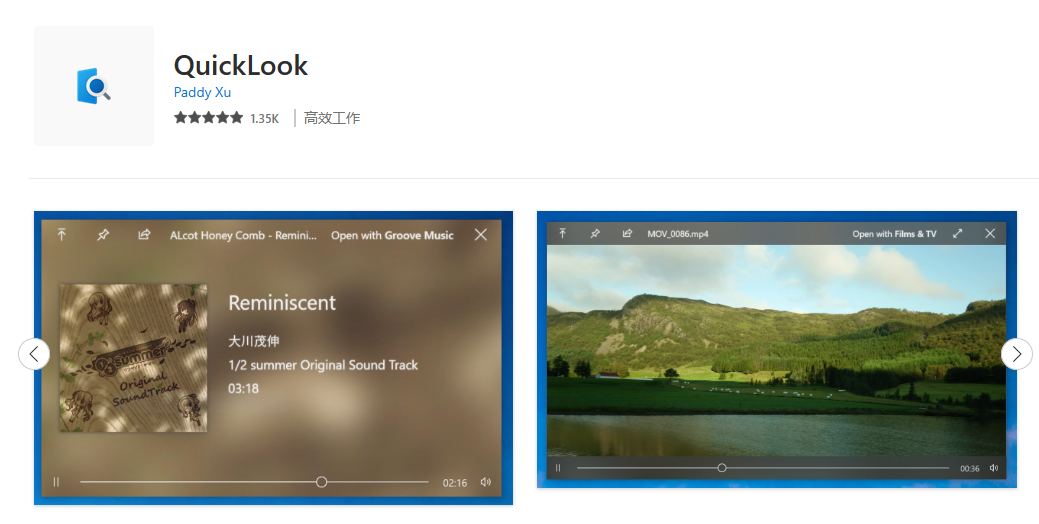 QuickLook
Paddy Xu
1.35K
高效工作
ALcot Honey Comb - Remini... Open with Groove Music
Reminiscent
大川茂伸
1/2 summer Original Sound Track
03:18
summer
Original
SoundTrack
02:16
MOV_0086.mp4 Open with Films & TV
00:36